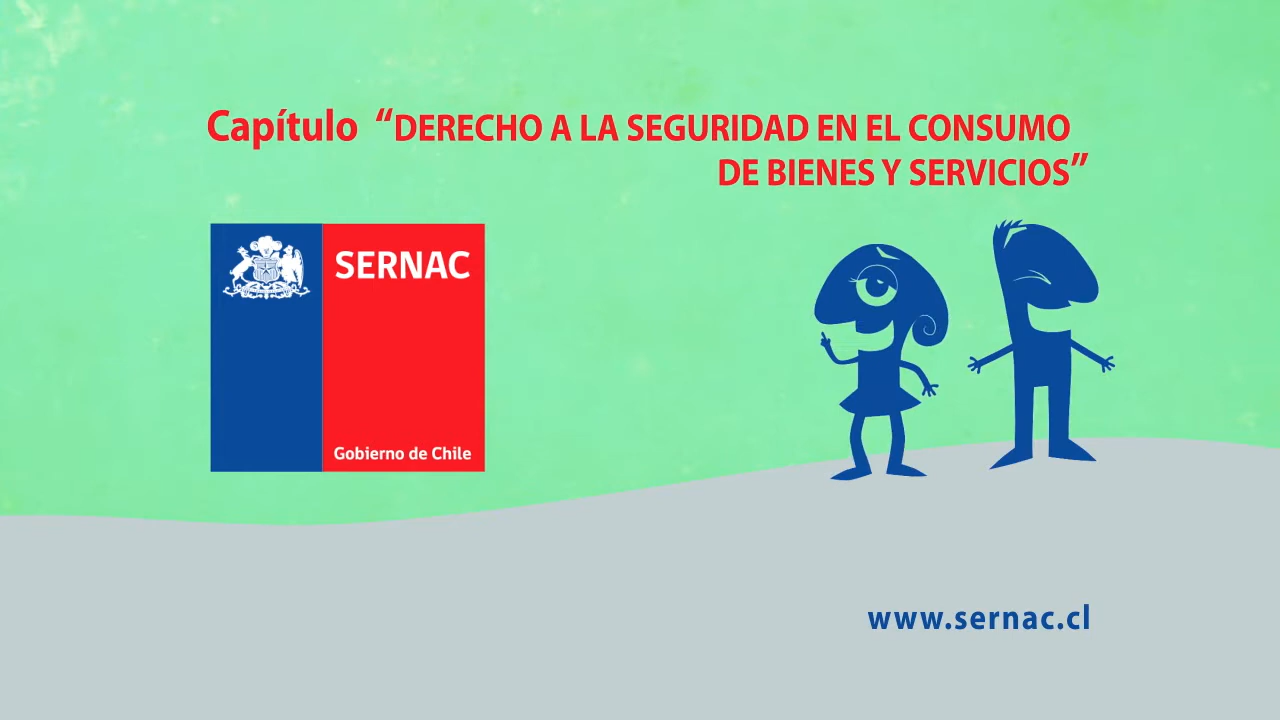 Capítulo “DERECHO A LA SEGURIDAD EN EL CONSUMO
DE BIENES Y SERVICIOS”
SERNAC
Gobierno de Chile
www.sernac.cl